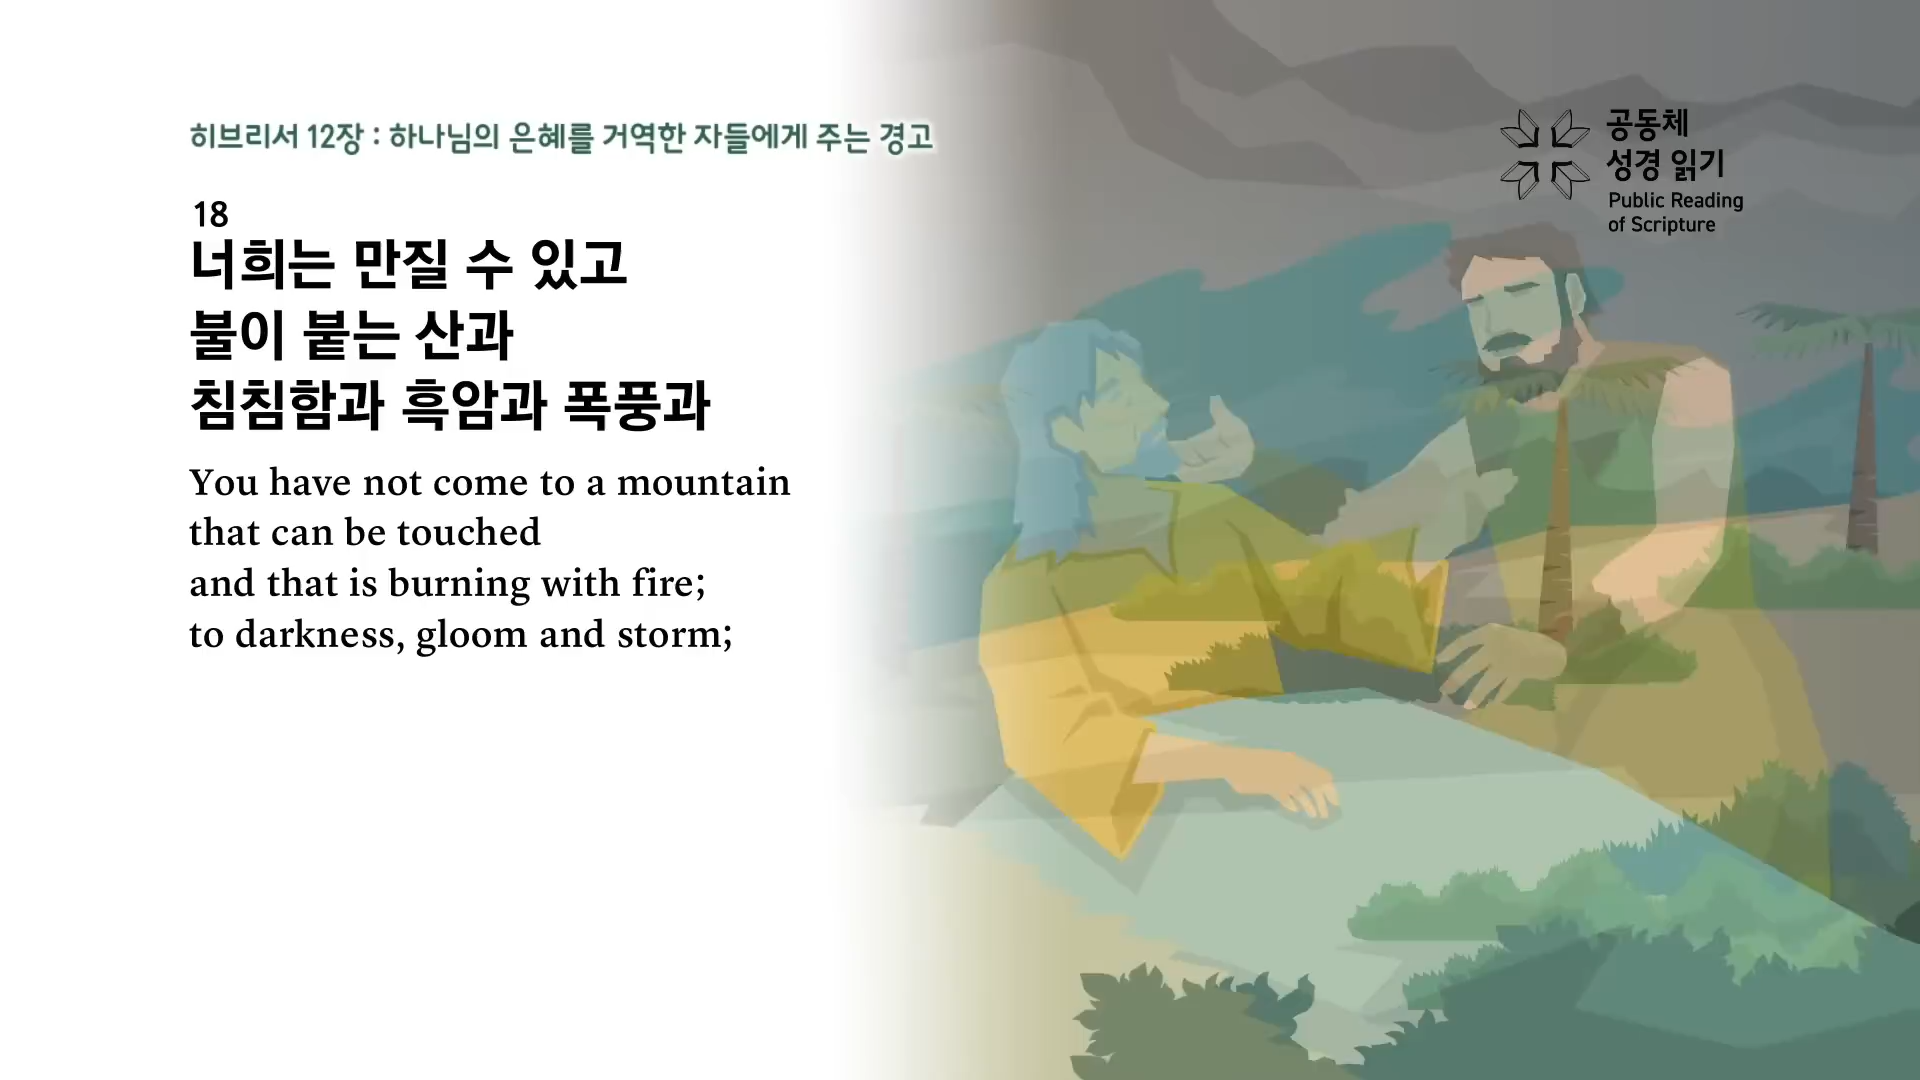 히브리서 12장 : 하나님의 은혜를 거역한 자들에게 주는 경고
18
너희는 만질 수 있고
불이 붙는 산과
침침함과 흑암과 폭풍과
You have not come to a mountain
that can be touched
and that is burning with fire;
to darkness, gloom and storm;
공동체
성경 읽기
Public Reading
of Scripture